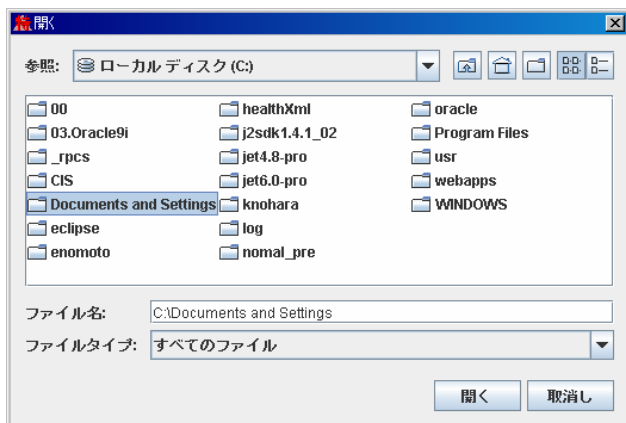 開く
参照: ローカル ディスク (C:)
00 healthXml oracle
03.Oracle9i j2sdk1.4.1_02 Program Files
_rpcs jet4.8-pro usr
CIS jet6.0-pro webapps
Documents and Settings knohara WINDOWS
eclipse log
enomoto nomal_pre
ファイル名: C:\Documents and Settings
ファイルタイプ: すべてのファイル
開く 取消し